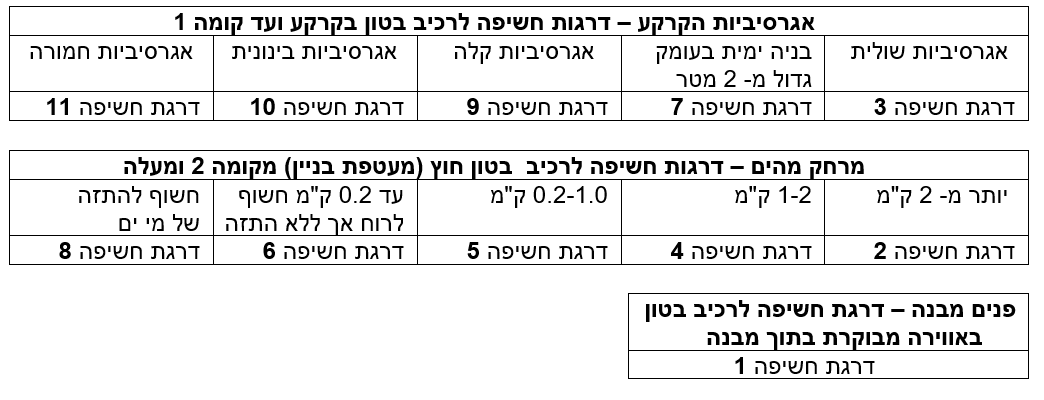 אגרסיביות הקרקע – דרגות חשיפה לרכיב בטון בקרקע ועד קומה 1
אגרסיביות שולית
בניה ימית בעומק
גדול מ- 2 מטר
אגרסיביות קלה
אגרסיביות בינונית
אגרסיביות חמורה
דרגת חשיפה 3
דרגת חשיפה 7
דרגת חשיפה 9
דרגת חשיפה 10
דרגת חשיפה 11
מרחק מהים – דרגות חשיפה לרכיב בטון חוץ (מעטפת בניין) מקומה 2 ומעלה
יותר מ- 2 ק"מ
1-2 ק"מ
0.2-1.0 ק"מ
עד 0.2 ק"מ חשוף
לרוח אך ללא התזה
חשוף להתזה
של מי ים
דרגת חשיפה 2
דרגת חשיפה 4
דרגת חשיפה 5
דרגת חשיפה 6
דרגת חשיפה 8
פנים מבנה – דרגת חשיפה לרכיב בטון
באווירה מבוקרת בתוך מבנה
דרגת חשיפה 1